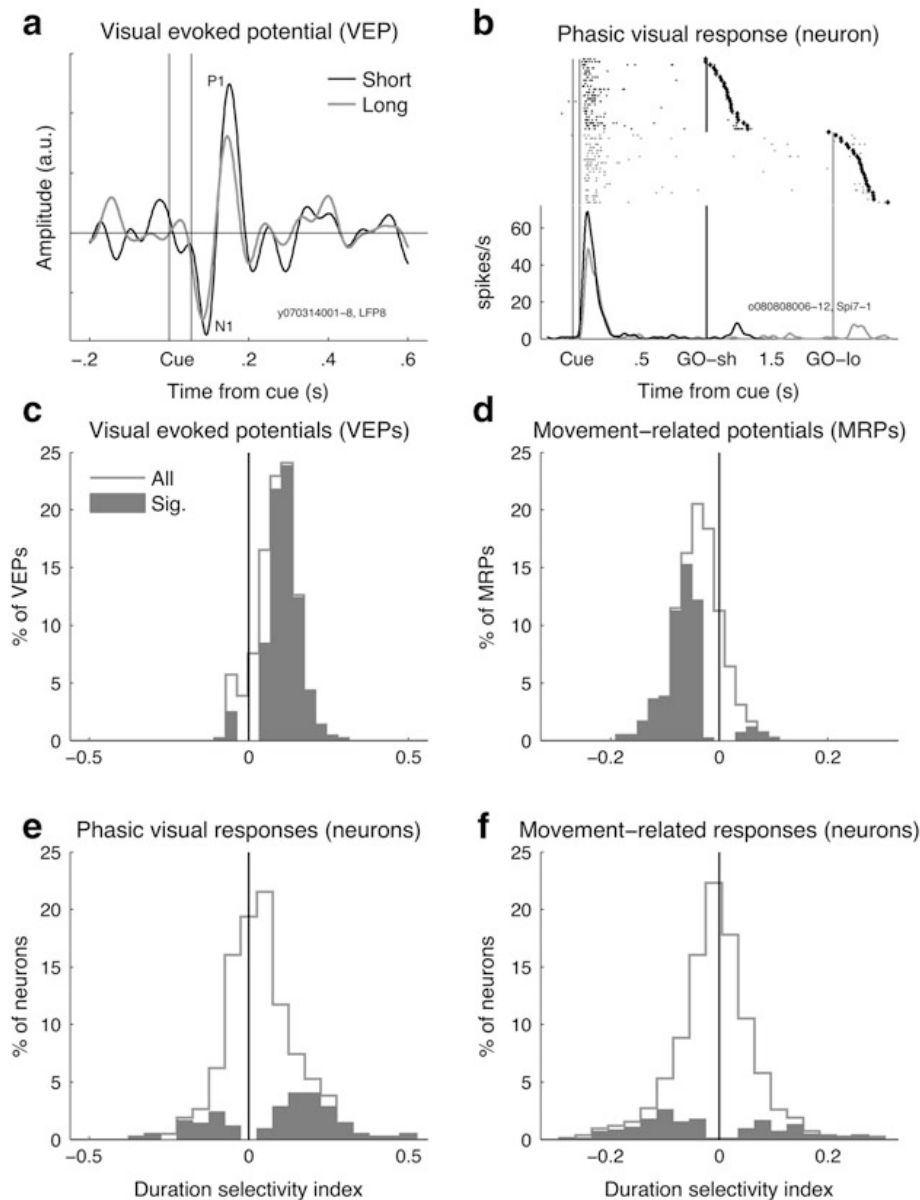 a
Visual evoked potential (VEP)
P1
Short
Long
Amplitude (a.u.)
N1
y070314001–8, LFP8
–.2 Cue .2 .4 .6
Time from cue (s)
b
Phasic visual response (neuron)
60
40
20
0
spikes/s
o080808006–12, Spi7–1
Cue .5 GO–sh 1.5 GO–lo
Time from cue (s)
c
Visual evoked potentials (VEPs)
25
20
15
10
5
0
All
Sig.
% of VEPs
–0.5 0 0.5
d
Movement–related potentials (MRPs)
25
20
15
10
5
0
% of MRPs
–0.2 0 0.2
e
Phasic visual responses (neurons)
25
20
15
10
5
0
% of neurons
–0.5 0 0.5
Duration selectivity index
f
Movement–related responses (neurons)
25
20
15
10
5
0
% of neurons
–0.2 0 0.2
Duration selectivity index